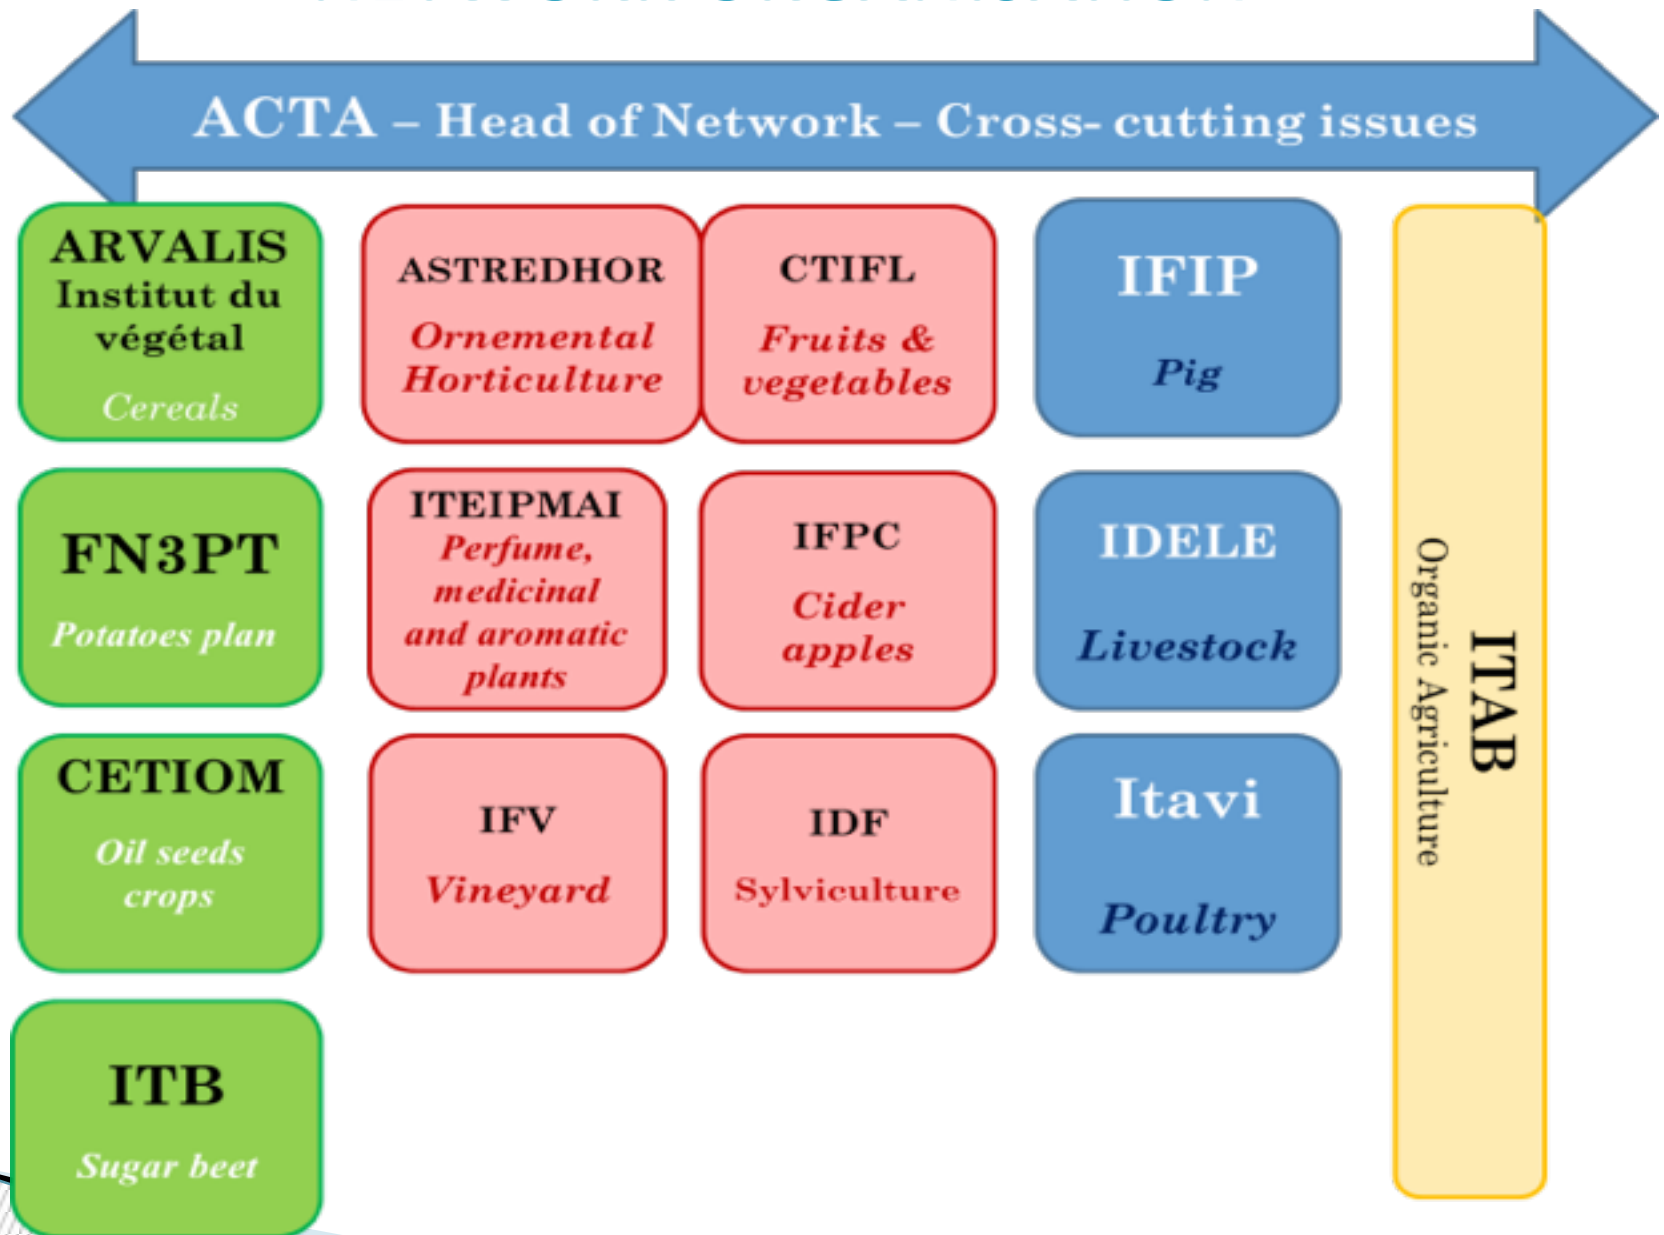 ACTA – Head of Network – Cross- cutting issues
ARVALIS
Institut du
végétal
Cereals
ASTREDHOR
Ornemental
Horticulture
CTIFL
Fruits &
vegetables
IFIP
Pig
FN3PT
Potatoes plan
ITEIPMAI
Perfume,
medicinal
and aromatic
plants
IFPC
Cider
apples
IDELE
Livestock
CETIOM
Oil seeds
crops
IFV
Vineyard
IDF
Sylviculture
Itavi
Poultry
ITB
Sugar beet
ITAB
Organic Agriculture